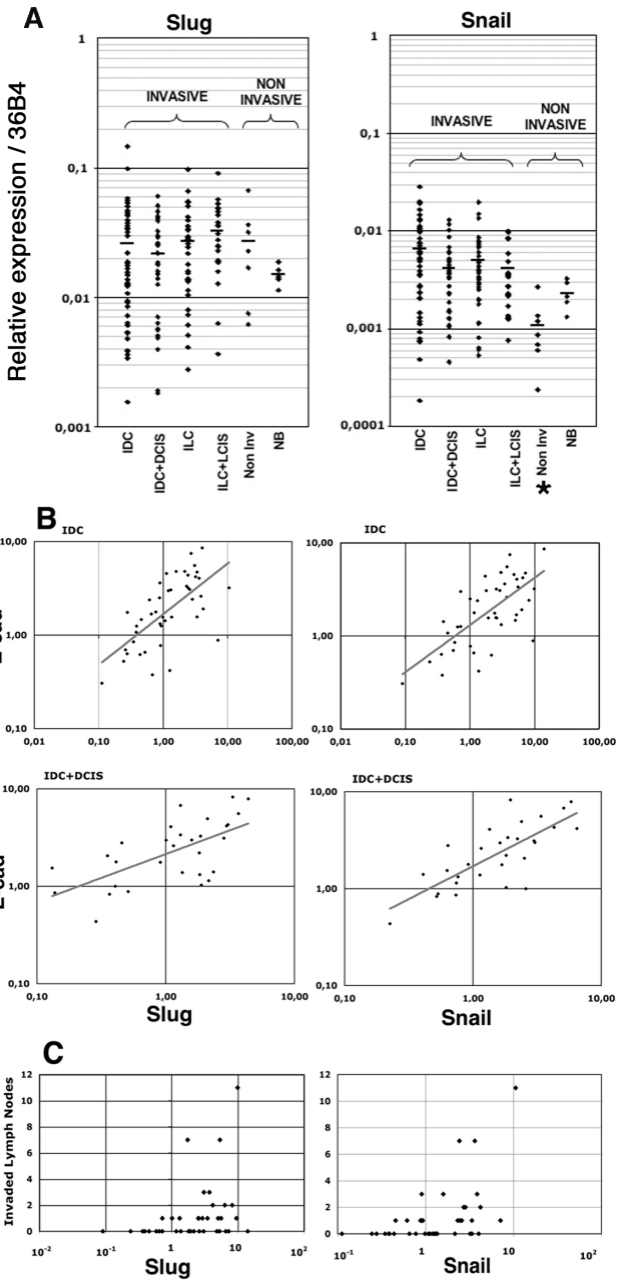 A
Slug
Snail
Relative expression / 36B4
1
0,1
0,01
0,001
INVASIVE
NON
INVASIVE
IDC
IDC+DCIS
ILC
ILC+LCIS
Non Inv
NB
1
0,1
0,01
0,001
0,0001
INVASIVE
NON
INVASIVE
IDC
IDC+DCIS
ILC
ILC+LCIS
Non Inv
*
NB
B
IDC
10,00
1,00
0,10
0,01 0,10 1,00 10,00 100,00
IDC
10,00
1,00
0,10
0,01 0,10 1,00 10,00 100,00
IDC+DCIS
10,00
1,00
0,10
0,10 1,00 10,00
Slug
IDC+DCIS
10,00
1,00
0,10
0,10 1,00 10,00
Snail
C
Invaded Lymph Nodes
12
10
8
6
4
2
0
10-2 10-1 1 10 102
Slug
12
10
8
6
4
2
0
10-1 1 10 102
Snail